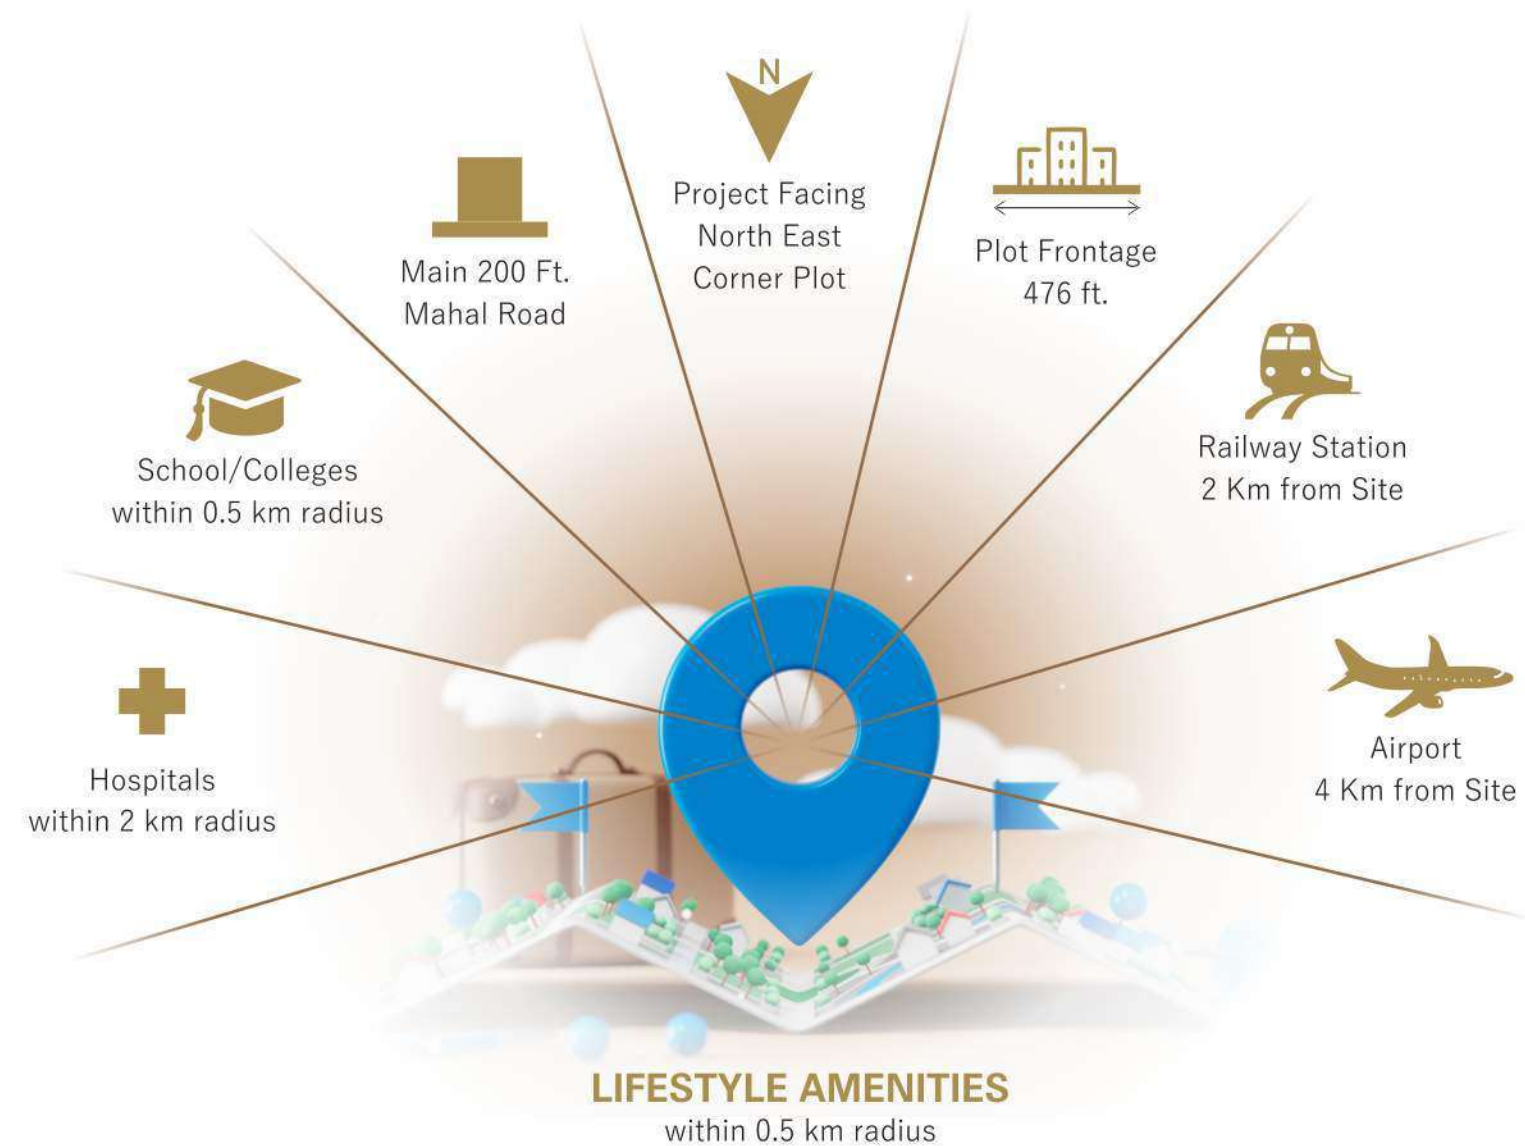 N
Project Facing
North East
Corner Plot
Main 200 Ft.
Mahal Road
Plot Frontage
476 ft.
School/Colleges
within 0.5 km radius
Railway Station
2 Km from Site
Hospitals
within 2 km radius
Airport
4 Km from Site
LIFESTYLE AMENITIES
within 0.5 km radius